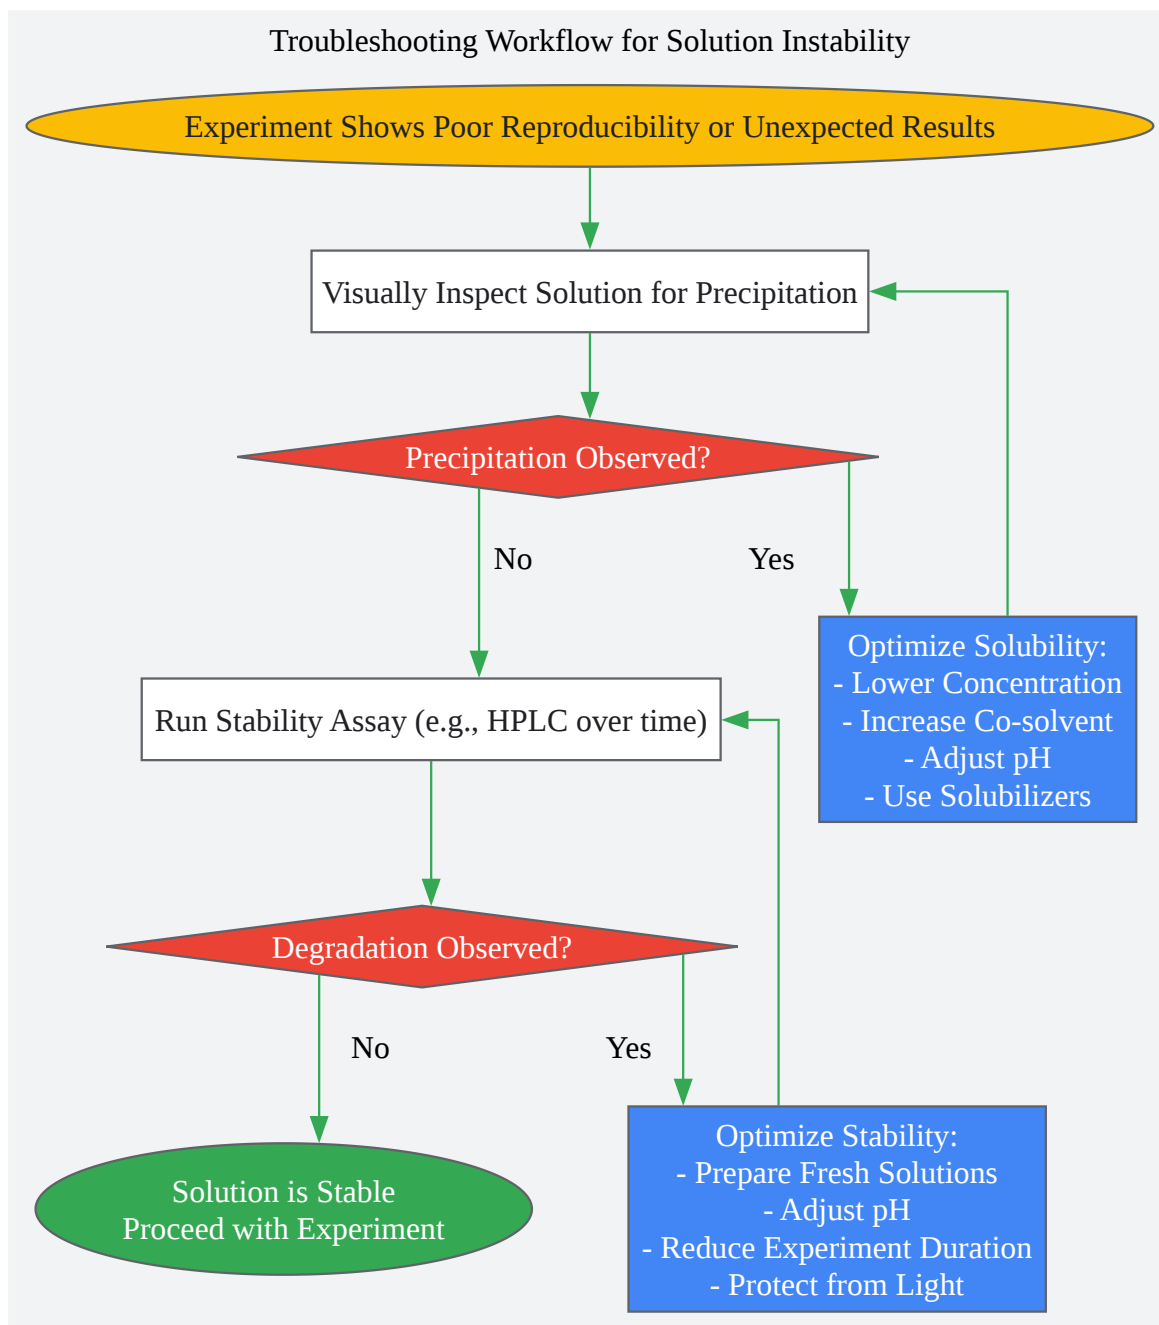 Troubleshooting Workflow for Solution Instability
Experiment Shows Poor Reproducibility or Unexpected Results
Visually Inspect Solution for Precipitation
Precipitation Observed?
No
Yes
Optimize Solubility:
- Lower Concentration
- Increase Co-solvent
- Adjust pH
- Use Solubilizers
Run Stability Assay (e.g., HPLC over time)
Degradation Observed?
No
Yes
Optimize Stability:
- Prepare Fresh Solutions
- Adjust pH
- Reduce Experiment Duration
- Protect from Light
Solution is Stable
Proceed with Experiment